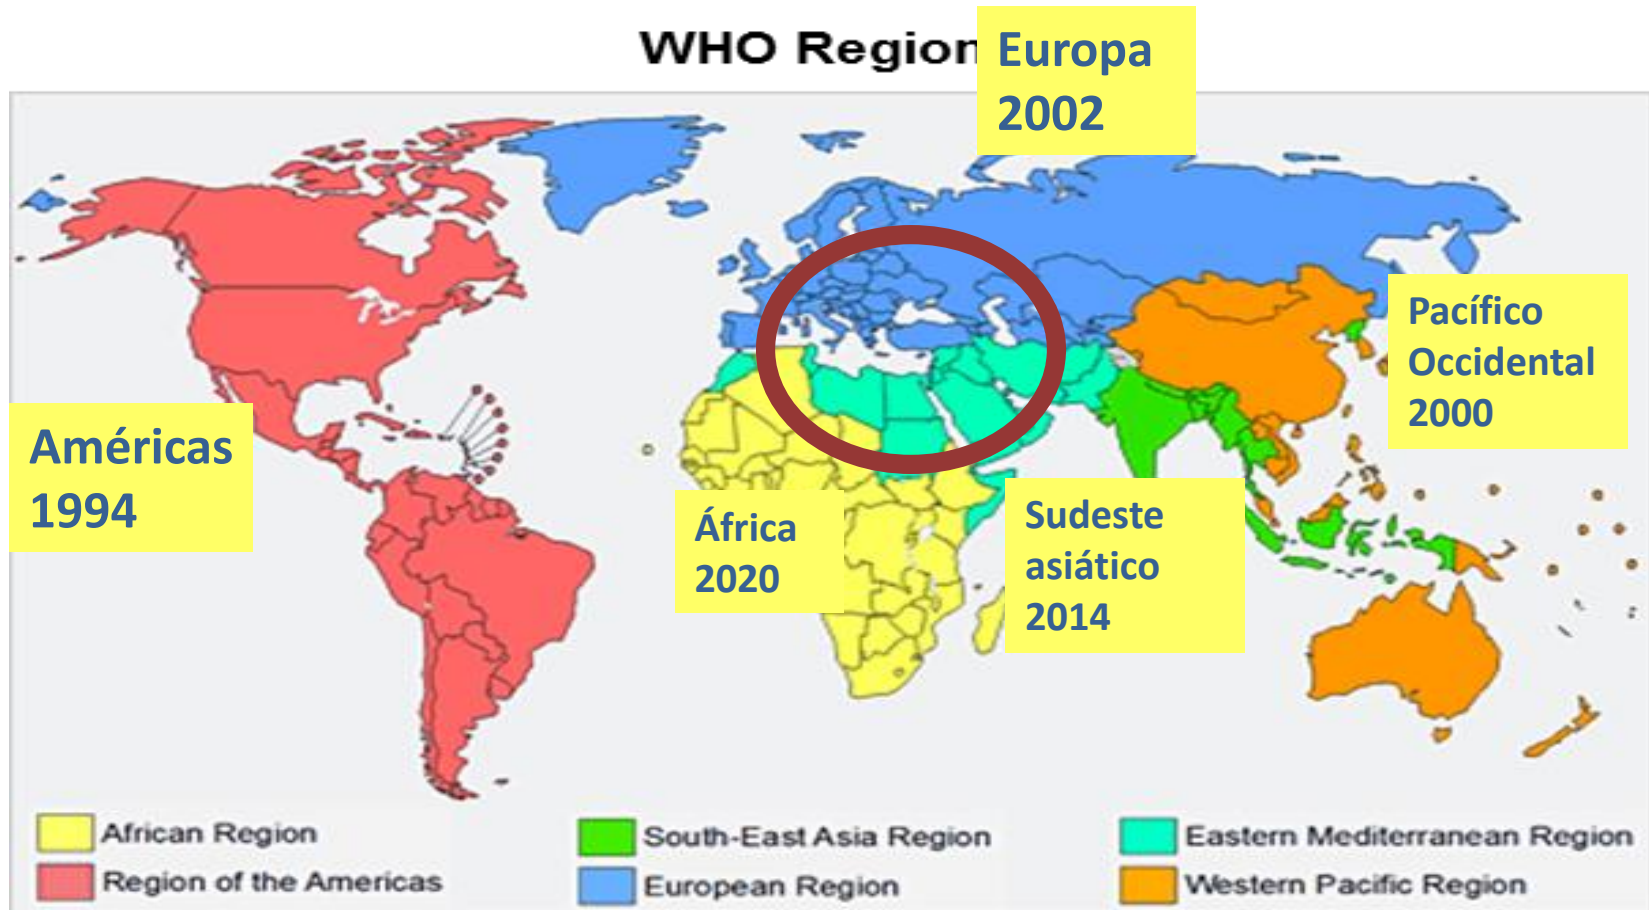 WHO Region
Europa
2002
Pacífico
Occidental
2000
Américas
1994
África
2020
Sudeste
asiático
2014
African Region
South-East Asia Region
Eastern Mediterranean Region
Region of the Americas
European Region
Western Pacific Region